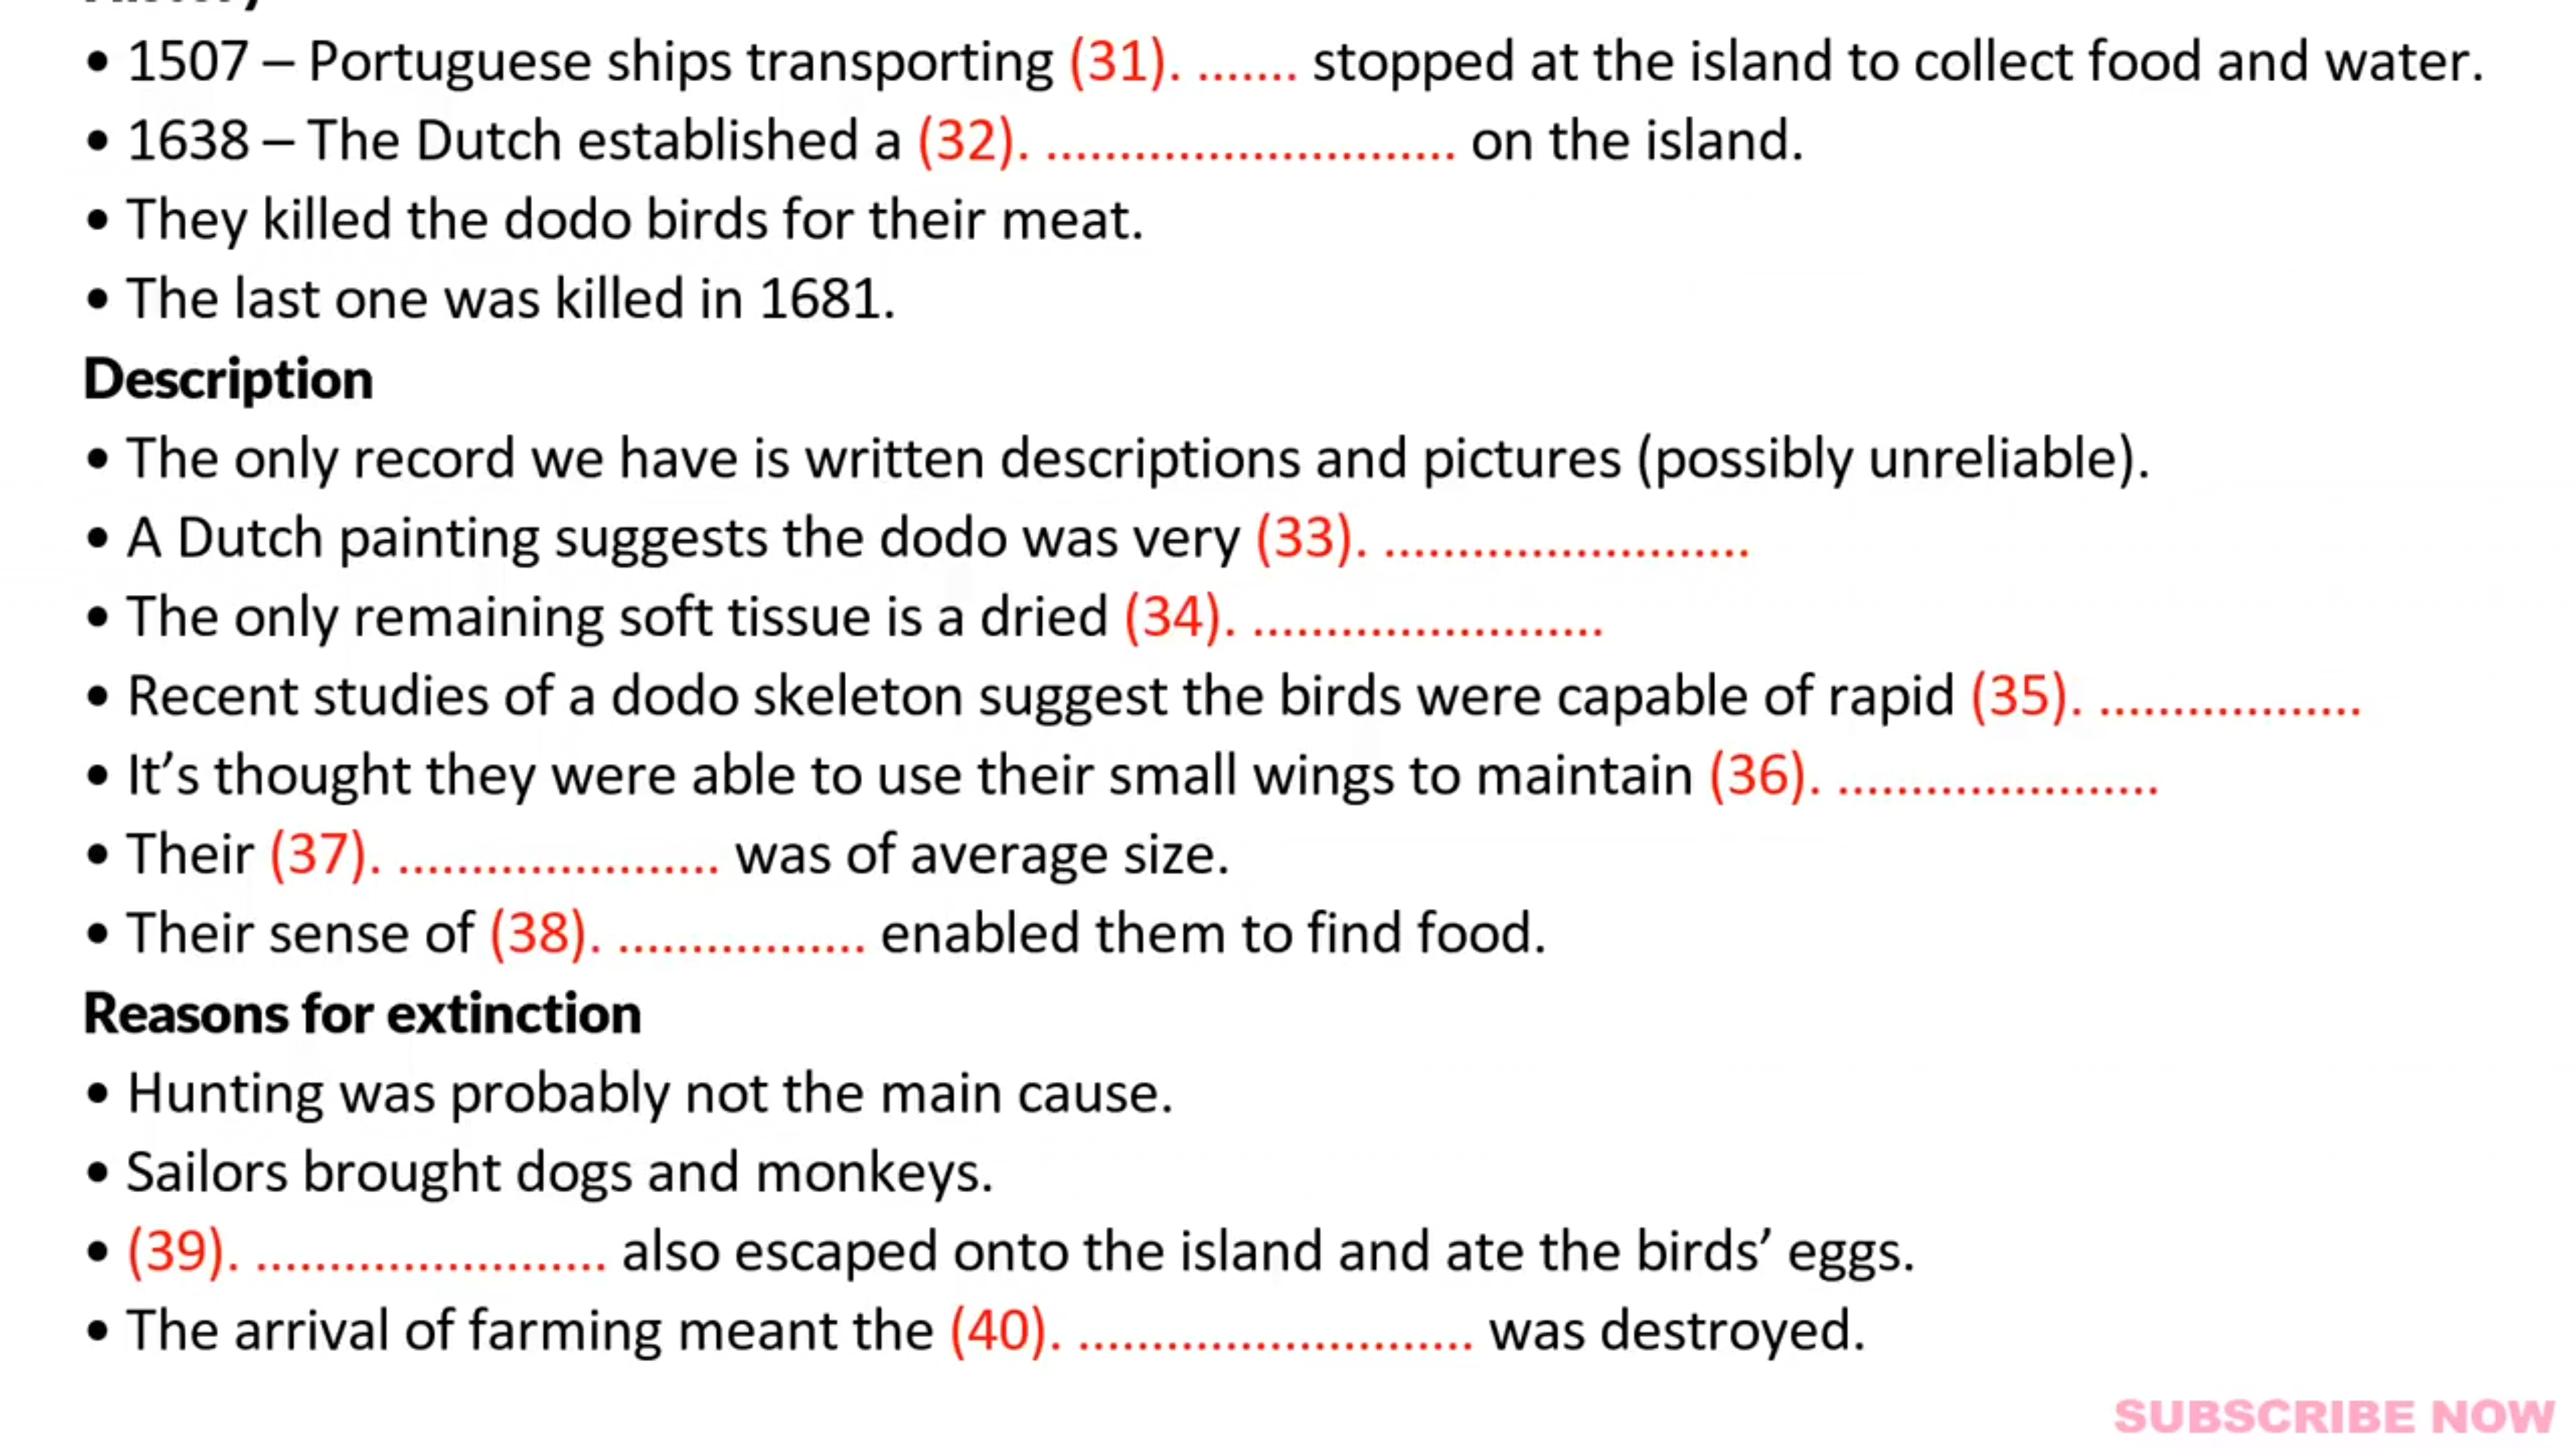 • 1507 – Portuguese ships transporting (31). ....... stopped at the island to collect food and water.
• 1638 – The Dutch established a (32). ............................ on the island.
• They killed the dodo birds for their meat.
• The last one was killed in 1681.
Description
• The only record we have is written descriptions and pictures (possibly unreliable).
• A Dutch painting suggests the dodo was very (33). .........................
• The only remaining soft tissue is a dried (34). ........................
• Recent studies of a dodo skeleton suggest the birds were capable of rapid (35). ..................
• It’s thought they were able to use their small wings to maintain (36). ......................
• Their (37). ...................... was of average size.
• Their sense of (38). ................. enabled them to find food.
Reasons for extinction
• Hunting was probably not the main cause.
• Sailors brought dogs and monkeys.
• (39). ........................ also escaped onto the island and ate the birds’ eggs.
• The arrival of farming meant the (40). ........................... was destroyed.
SUBSCRIBE NOW